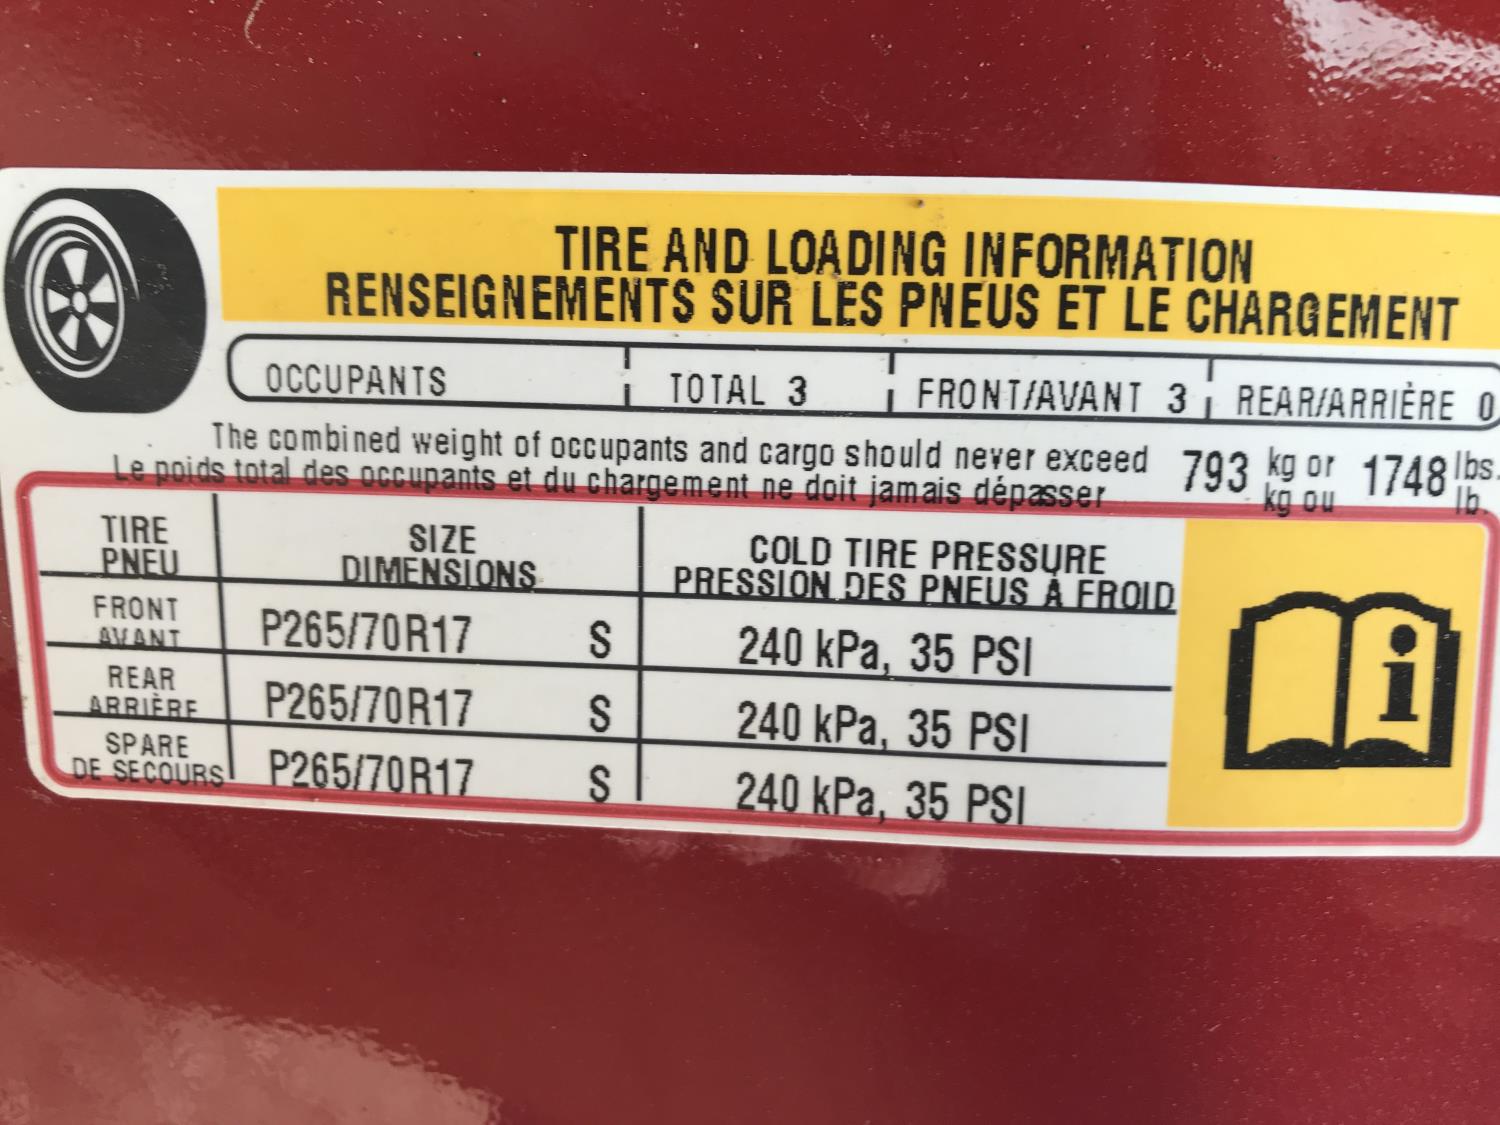 TIRE AND LOADING INFORMATION
RENSEIGNEMENTS SUR LES PNEUS ET LE CHARGEMENT
OCCUPANTS TOTAL 3 FRONT/AVANT 3 REAR/ARRIÈRE 0
The combined weight of occupants and cargo should never exceed 793 kg or 1748 lbs.
Le poids total des occupants et du chargement ne doit jamais dépasser kg ou lb.
TIRE SIZE COLD TIRE PRESSURE
PNEU DIMENSIONS PRESSION DES PNEUS À FROID
FRONT
AVANT P265/70R17 S 240 kPa, 35 PSI
REAR
ARRIÈRE P265/70R17 S 240 kPa, 35 PSI
SPARE
DE SECOURS P265/70R17 S 240 kPa, 35 PSI
i